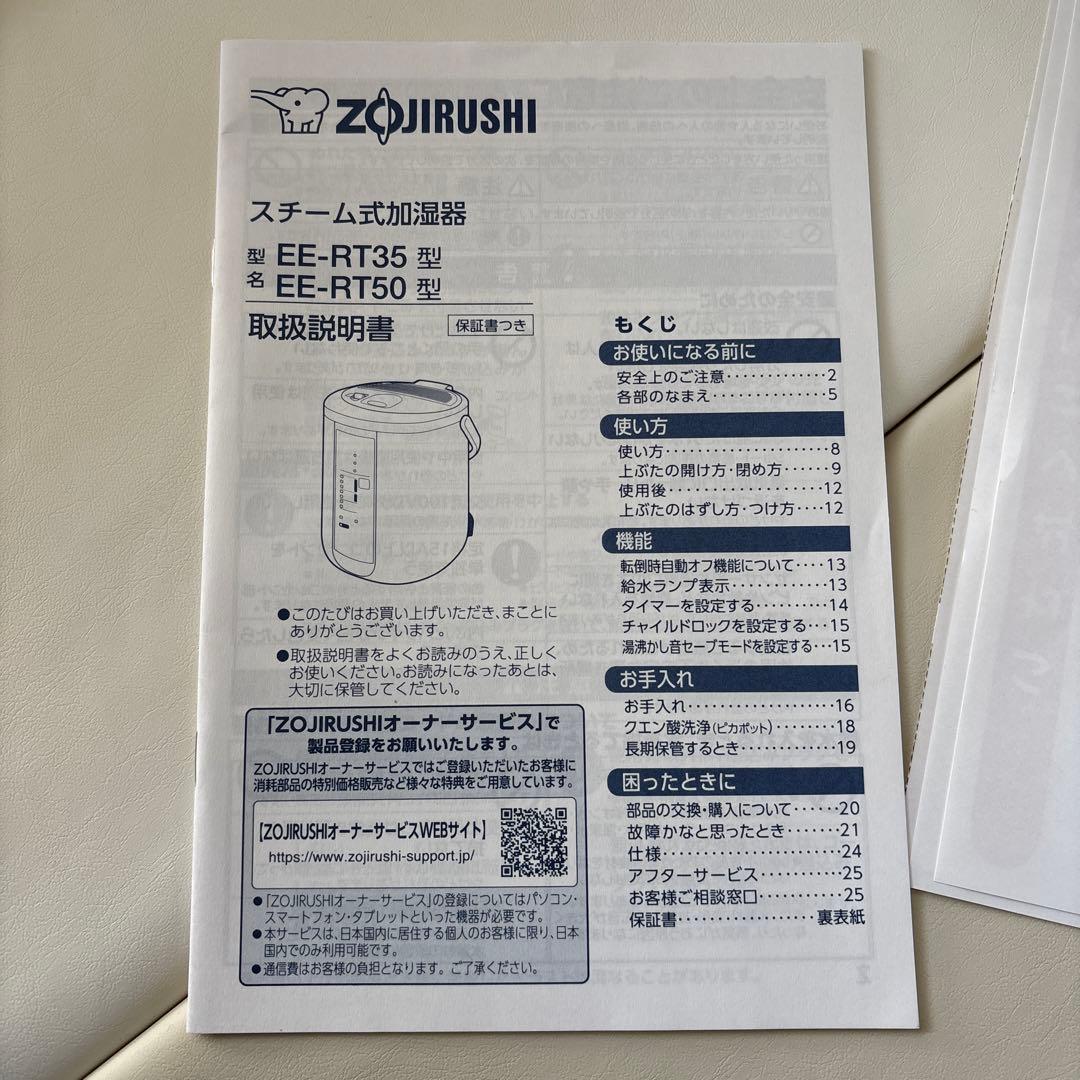 ZOJIRUSHI
スチーム式加湿器
型名 EE-RT35 型
EE-RT50 型
取扱説明書 保証書つき
●このたびはお買い上げいただき、まことに
ありがとうございます。
●取扱説明書をよくお読みのうえ、正しく
お使いください。お読みになったあとは、
大切に保管してください。
「ZOJIRUSHIオーナーサービス」で
製品登録をお願いいたします。
ZOJIRUSHIオーナーサービスではご登録いただいたお客様に
消耗部品の特別価格販売など様々な特典をご用意しています。
【ZOJIRUSHIオーナーサービスWEBサイト】
https://www.zojirushi-support.jp/
●「ZOJIRUSHIオーナーサービス」の登録についてはパソコン・
スマートフォン・タブレットといった機器が必要です。
●本サービスは、日本国内に居住する個人のお客様に限り、日本
国内でのみ利用可能です。
●通信費はお客様の負担となります。ご了承ください。
もくじ
お使いになる前に
安全上のご注意・・・・・・・・・・・・・2
各部のなまえ・・・・・・・・・・・・・・・5
使い方
使い方・・・・・・・・・・・・・・・・・・・・・8
上ぶたの開け方・閉め方・・・・・・9
使用後・・・・・・・・・・・・・・・・・・・・12
上ぶたのはずし方・つけ方・・・・12
機能
転倒時自動オフ機能について・・・・13
給水ランプ表示・・・・・・・・・・・・・13
タイマーを設定する・・・・・・・・・・14
チャイルドロックを設定する・・・15
湯沸かし音セーブモードを設定する・・・15
お手入れ
お手入れ・・・・・・・・・・・・・・・・・・16
クエン酸洗浄(ピカポット)・・・・・・・18
長期保管するとき・・・・・・・・・・・・19
困ったときに
部品の交換・購入について・・・・・・20
故障かなと思ったとき・・・・・・・21
仕様・・・・・・・・・・・・・・・・・・・・・・24
アフターサービス・・・・・・・・・・・25
お客様ご相談窓口・・・・・・・・・・・25
保証書・・・・・・・・・・・・・・・・・・裏表紙